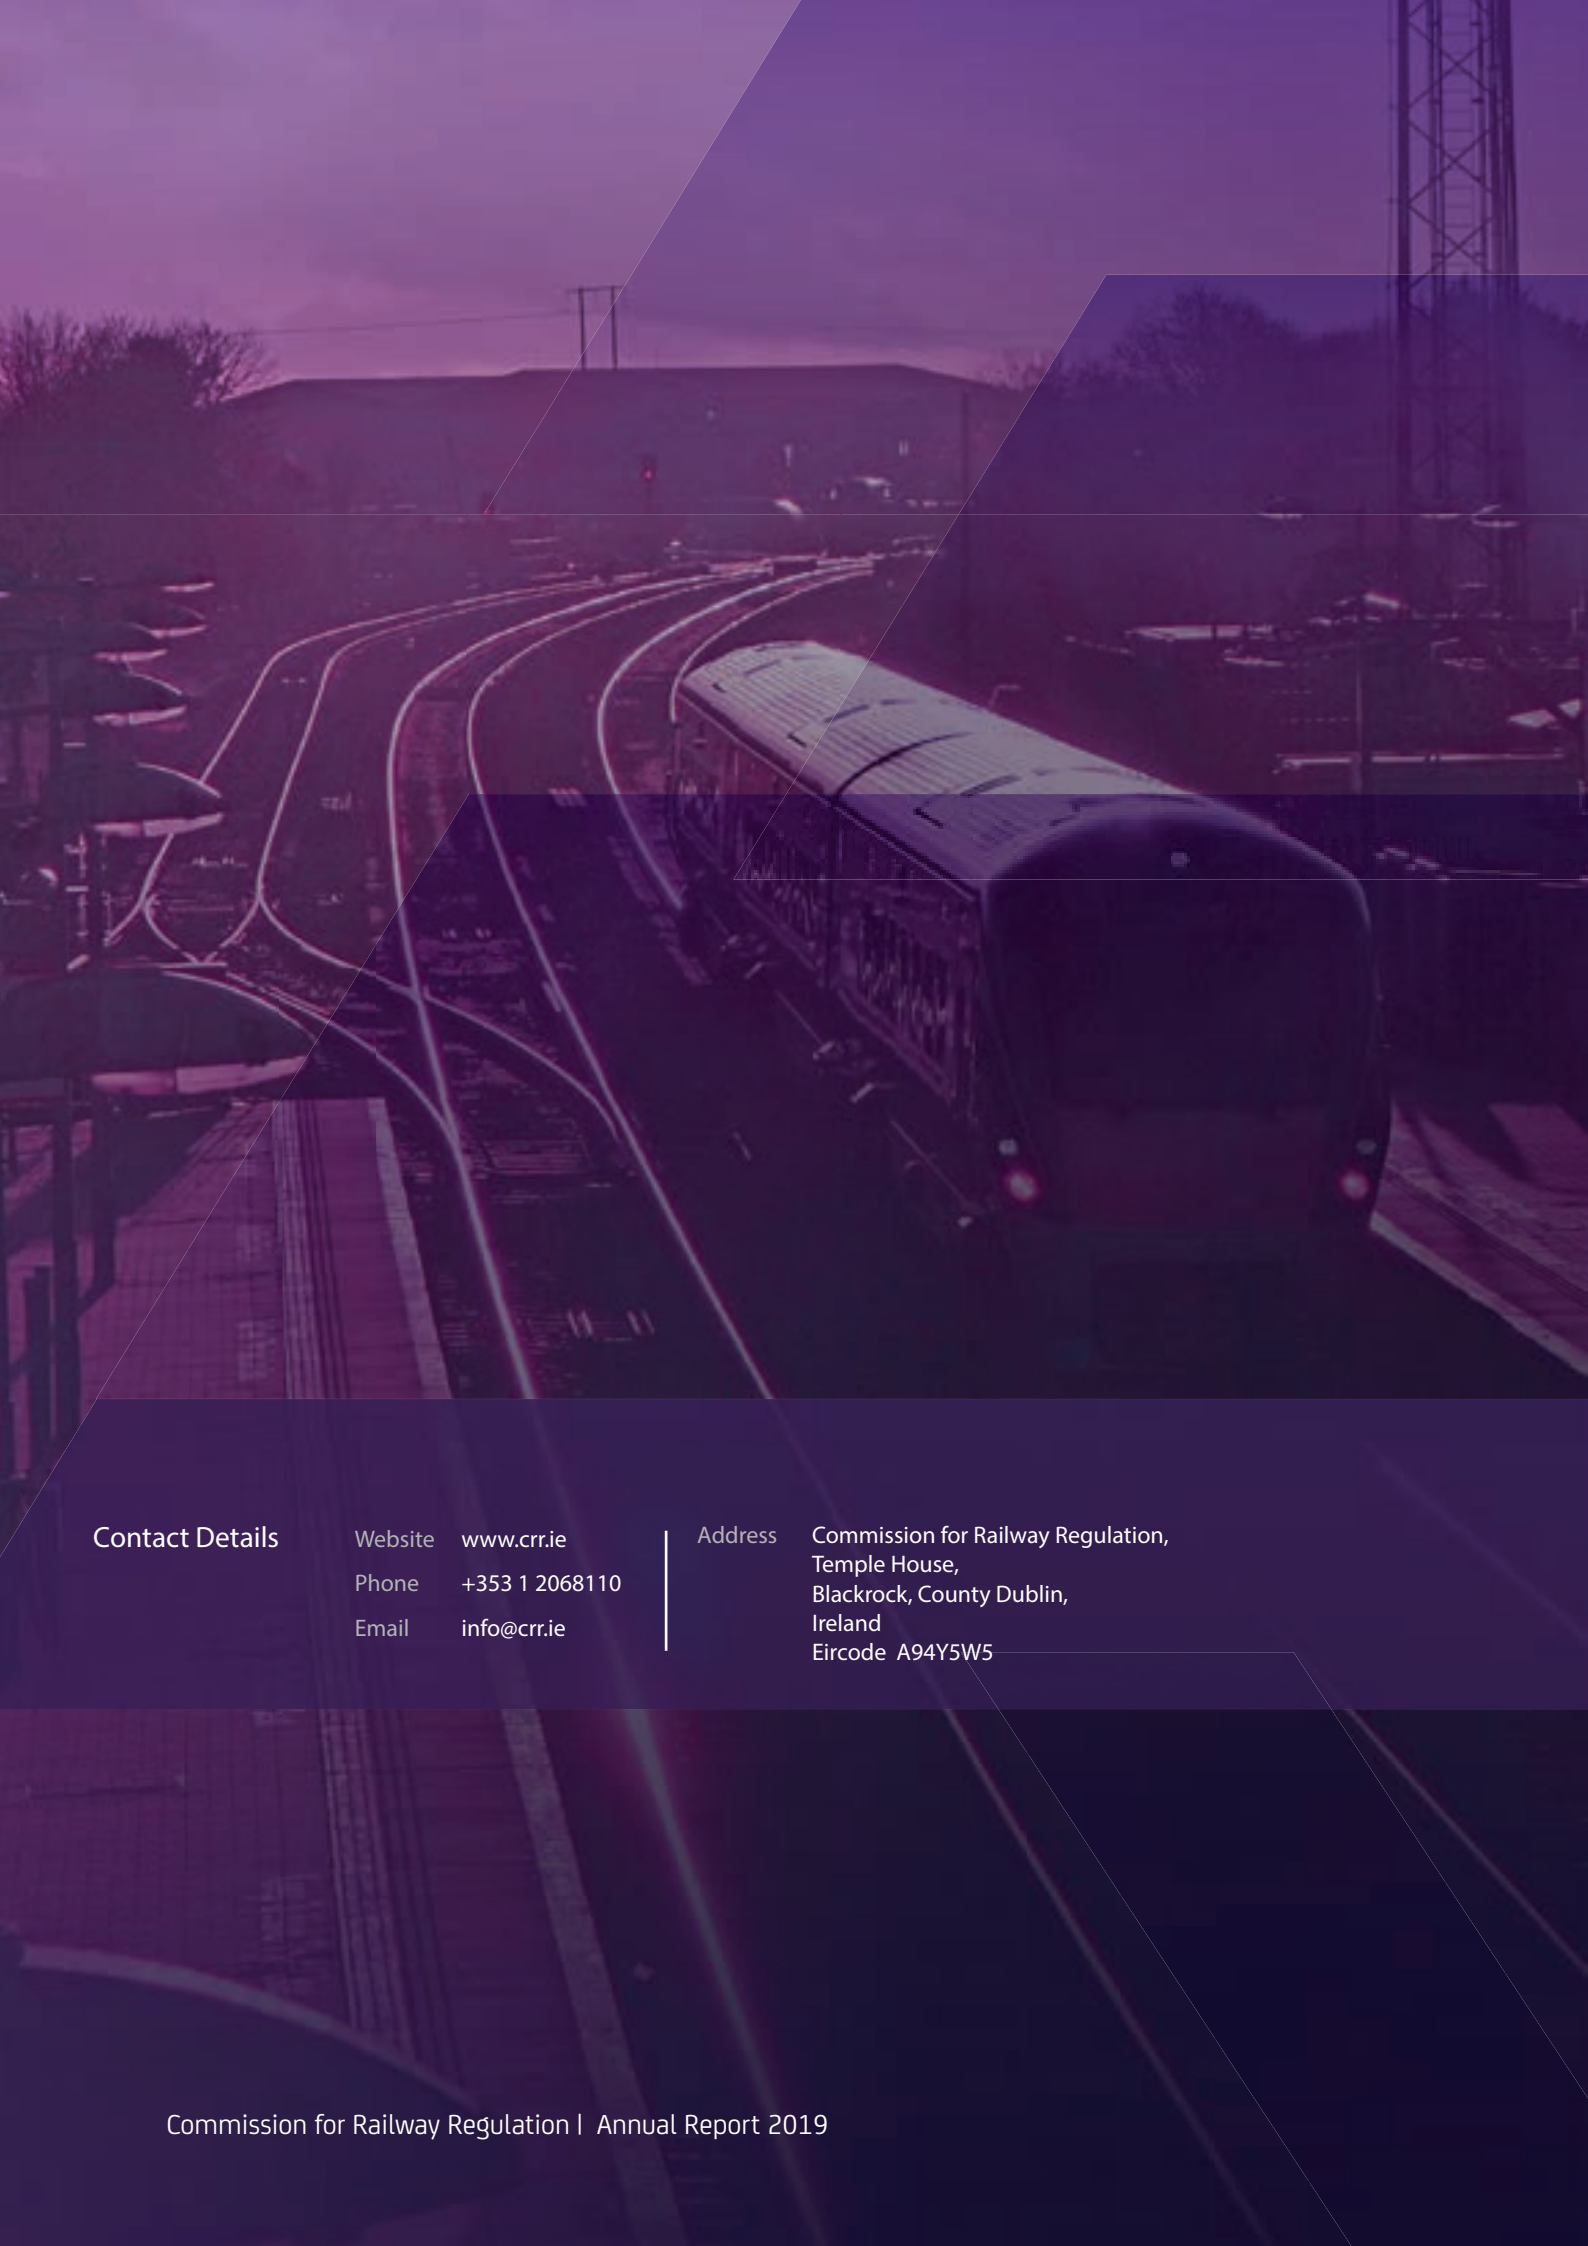 Contact Details
Website www.crr.ie
Phone +353 1 2068110
Email info@crr.ie
Address Commission for Railway Regulation,
Temple House,
Blackrock, County Dublin,
Ireland
Eircode A94Y5W5
Commission for Railway Regulation | Annual Report 2019